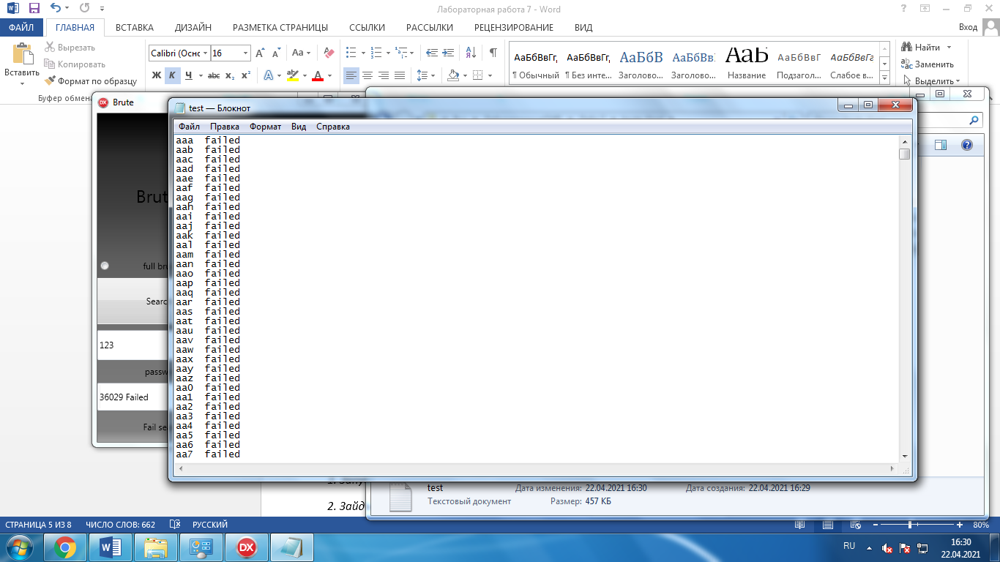 Лабораторная работа 7 - Word
ФАЙЛ ГЛАВНАЯ ВСТАВКА ДИЗАЙН РАЗМЕТКА СТРАНИЦЫ ССЫЛКИ РАССЫЛКИ РЕЦЕНЗИРОВАНИЕ ВИД Вход
Вставить
Вырезать
Копировать
Формат по образцу
Буфер обмена
Calibri (Оснс 16
Ж К Ч abc x₂ x²
АаБбВвГг, АаБбВвГг, АаБбВ АаБбВв: АаБ АаБбВвГ АаБбВвГг
¶ Обычный ¶ Без инте... Заголово... Заголово... Название Подзагол... Слабое в...
Найти
Заменить
Выделить
Brute
Brut
full bru
Searc
123
passw
36029 Failed
Fail se
test — Блокнот
Файл Правка Формат Вид Справка
aaa failed
aab failed
aac failed
aad failed
aae failed
aaf failed
aag failed
aah failed
aai failed
aaj failed
aak failed
aal failed
aam failed
aan failed
aao failed
aap failed
aaq failed
aar failed
aas failed
aat failed
aau failed
aav failed
aaw failed
aax failed
aay failed
aaz failed
aa0 failed
aa1 failed
aa2 failed
aa3 failed
aa4 failed
aa5 failed
aa6 failed
aa7 failed
2. Зайд
test Дата изменения: 22.04.2021 16:30 Дата создания: 22.04.2021 16:29
Текстовый документ Размер: 457 КБ
СТРАНИЦА 5 ИЗ 8 ЧИСЛО СЛОВ: 662 РУССКИЙ 80%
RU 16:30
22.04.2021